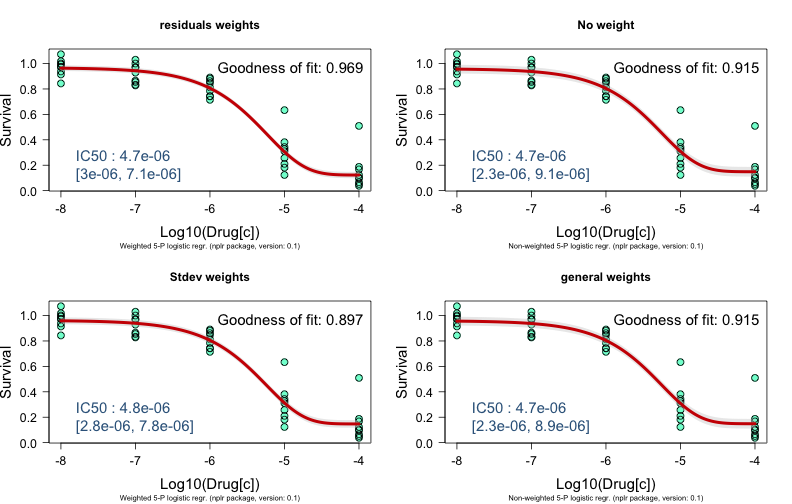 residuals weights
Survival
1.0
0.8
0.6
0.4
0.2
0.0
Goodness of fit: 0.969
IC50 : 4.7e-06
[3e-06, 7.1e-06]
-8 -7 -6 -5 -4
Log10(Drug[c])
Weighted 5-P logistic regr. (nplr package, version: 0.1)
No weight
Survival
1.0
0.8
0.6
0.4
0.2
0.0
Goodness of fit: 0.915
IC50 : 4.7e-06
[2.3e-06, 9.1e-06]
-8 -7 -6 -5 -4
Log10(Drug[c])
Non-weighted 5-P logistic regr. (nplr package, version: 0.1)
Stdev weights
Survival
1.0
0.8
0.6
0.4
0.2
0.0
Goodness of fit: 0.897
IC50 : 4.8e-06
[2.8e-06, 7.8e-06]
-8 -7 -6 -5 -4
Log10(Drug[c])
Weighted 5-P logistic regr. (nplr package, version: 0.1)
general weights
Survival
1.0
0.8
0.6
0.4
0.2
0.0
Goodness of fit: 0.915
IC50 : 4.7e-06
[2.3e-06, 8.9e-06]
-8 -7 -6 -5 -4
Log10(Drug[c])
Non-weighted 5-P logistic regr. (nplr package, version: 0.1)